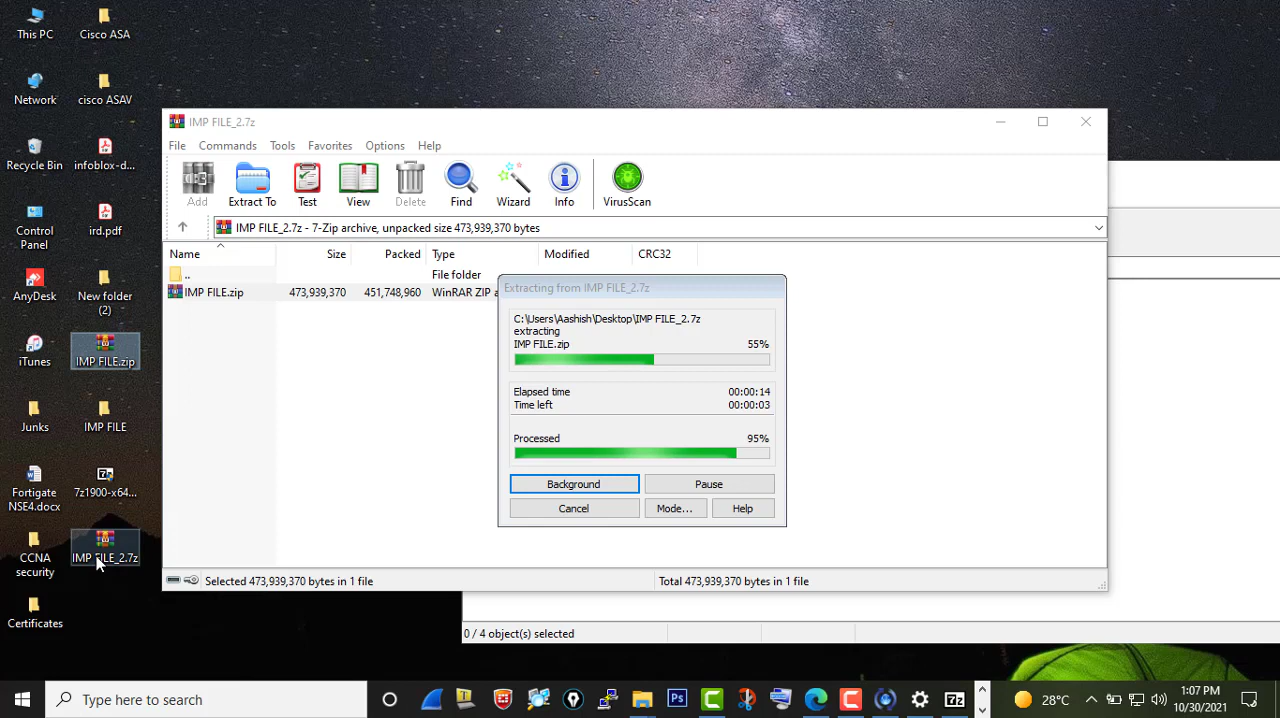 This PC
Cisco ASA
Network
cisco ASAV
Recycle Bin
infoblox-d...
Control
Panel
ird.pdf
AnyDesk
New folder
(2)
iTunes
IMP FILE.zip
Junks
IMP FILE
Fortigate
NSE4.docx
7z1900-x64...
CCNA
security
IMP FILE_2.7z
Certificates
IMP FILE_2.7z
File Commands Tools Favorites Options Help
Add Extract To Test View Delete Find Wizard Info VirusScan
IMP FILE_2.7z - 7-Zip archive, unpacked size 473,939,370 bytes
Name Size Packed Type Modified CRC32
.. File folder
IMP FILE.zip 473,939,370 451,748,960 WinRAR ZIP a
Extracting from IMP FILE_2.7z
C:\Users\Aashish\Desktop\IMP FILE_2.7z
extracting
IMP FILE.zip 55%
Elapsed time 00:00:14
Time left 00:00:03
Processed 95%
Background Pause
Cancel Mode... Help
Selected 473,939,370 bytes in 1 file Total 473,939,370 bytes in 1 file
0 / 4 object(s) selected
Type here to search
Ps
7z
28°C
1:07 PM
10/30/2021